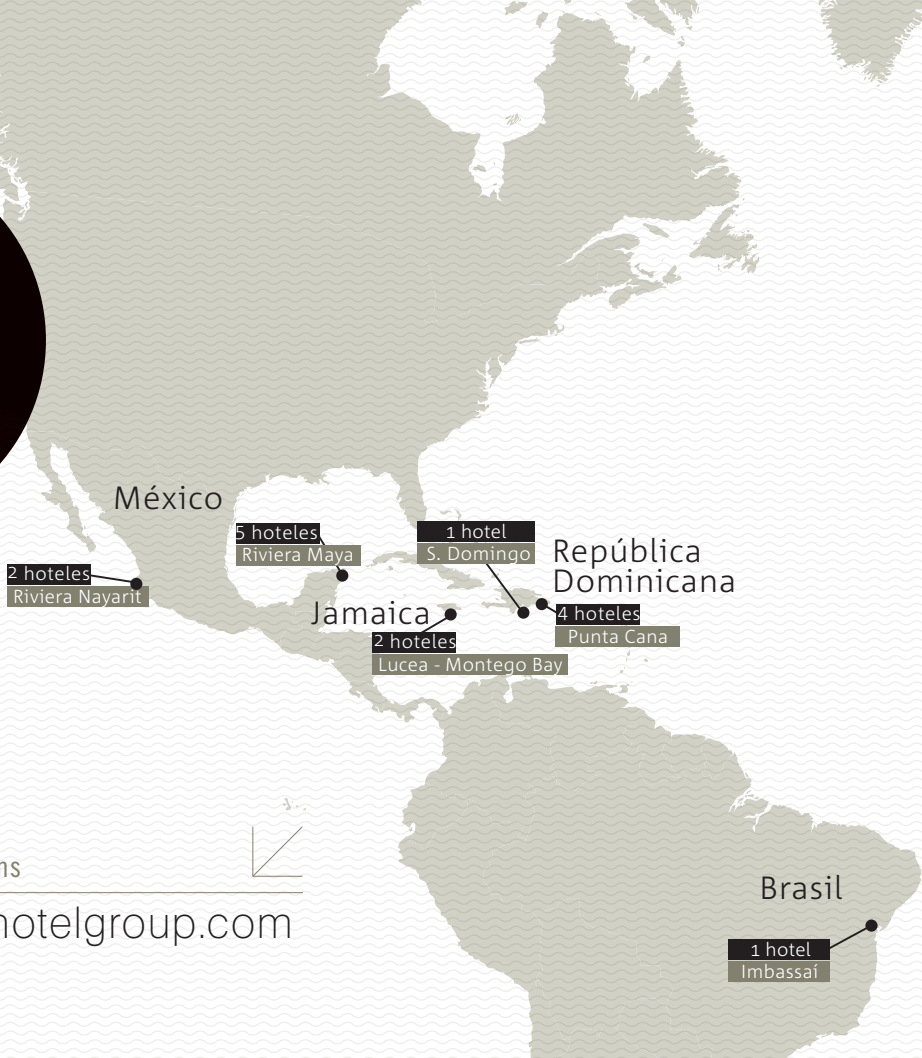 México
5 hoteles
Riviera Maya
1 hotel
S. Domingo
República
Dominicana
2 hoteles
Riviera Nayarit
Jamaica
4 hoteles
Punta Cana
2 hoteles
Lucea - Montego Bay
ns
hotelgroup.com
Brasil
1 hotel
Imbassaí